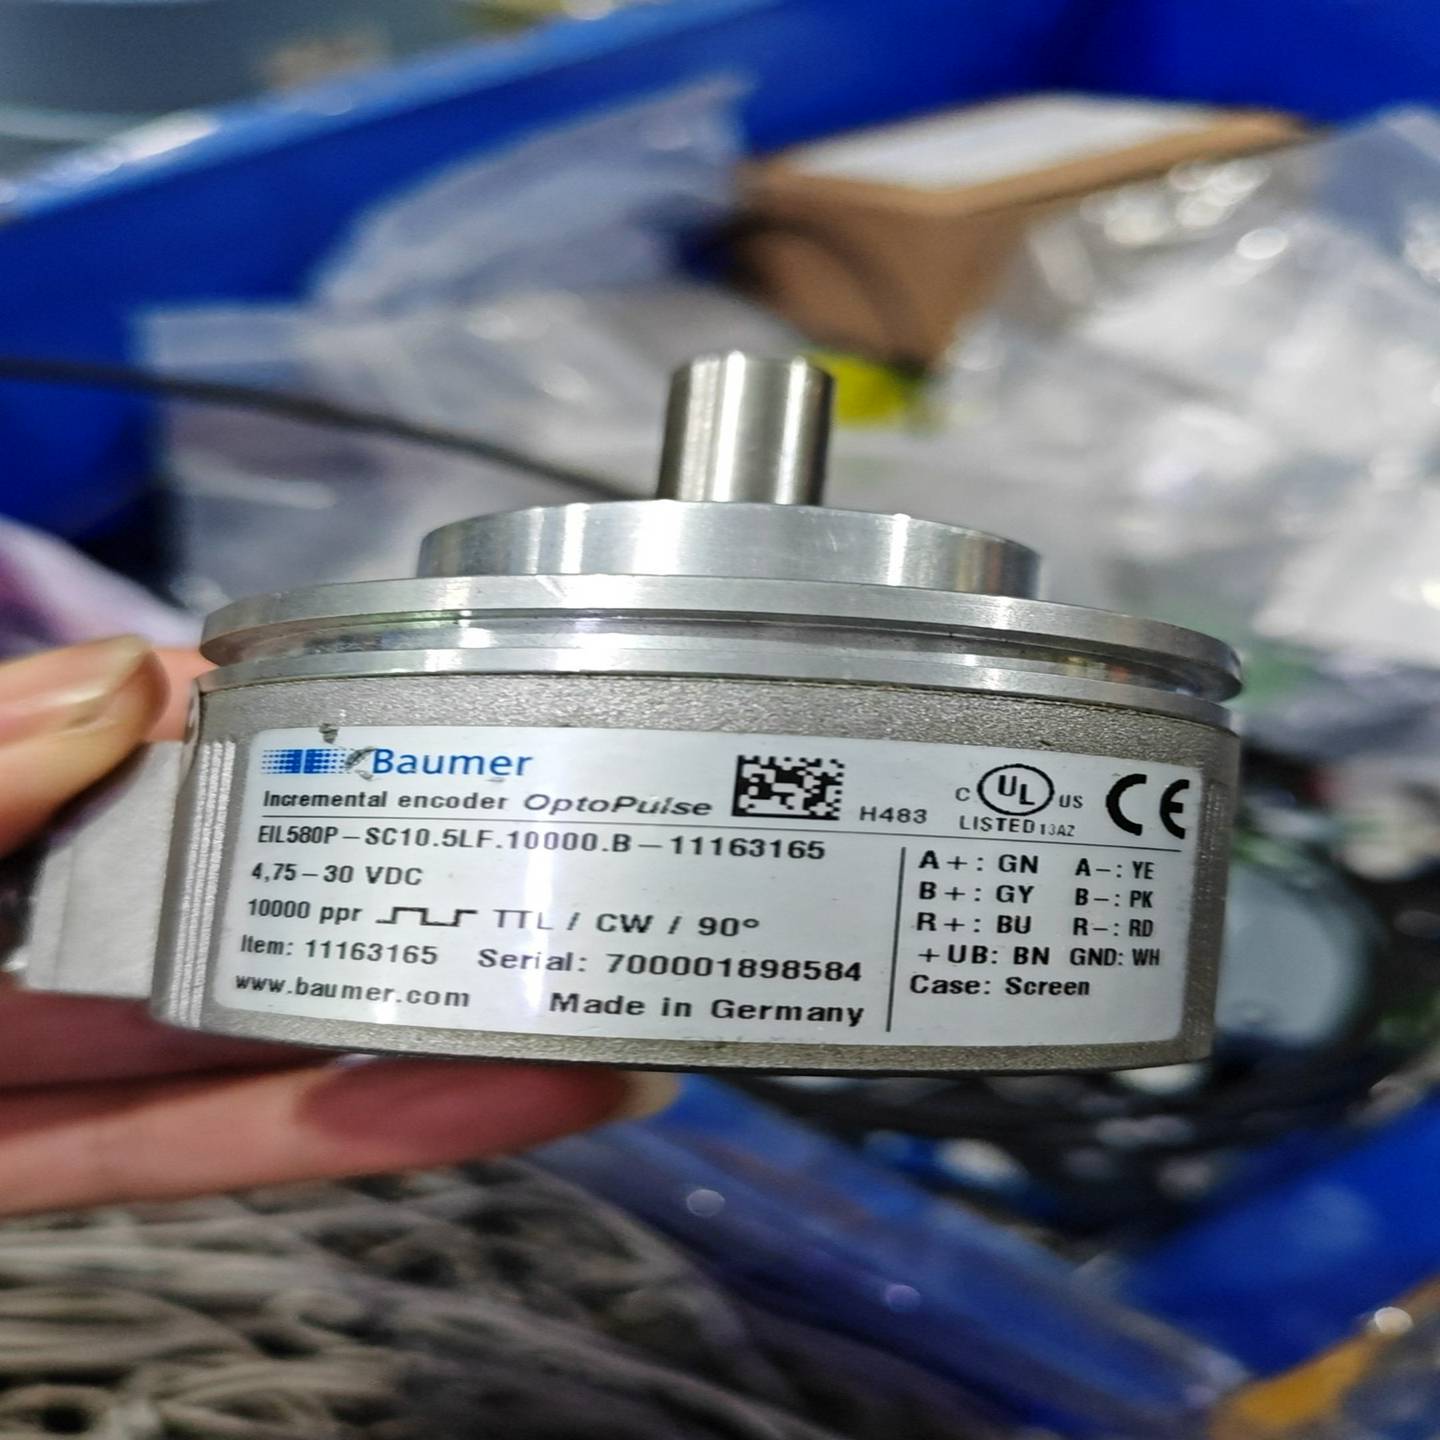 Baumer
Incremental encoder OptoPulse
H483
C UL US
LISTED 13AZ
CE
EIL580P-SC10.5LF.10000.B-11163165
4,75-30 VDC
10000 ppr TTL / CW / 90°
Item: 11163165 Serial: 700001898584
www.baumer.com Made in Germany
A+: GN A-: YE
B+: GY B-: PK
R+: BU R-: RD
+UB: BN GND: WH
Case: Screen